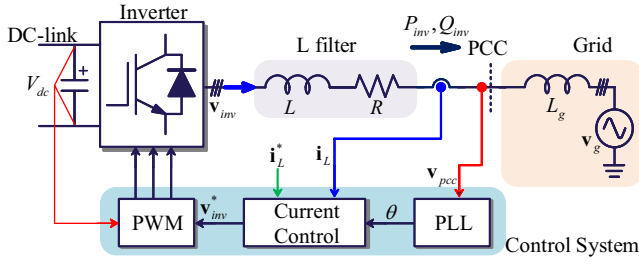 Inverter
DC-link
V_dc
+
v_inv
L filter
L
R
P_inv, Q_inv
PCC
Grid
L_g
v_g
i_L^*
i_L
v_pcc
PWM
v_inv^*
Current
Control
θ
PLL
Control System